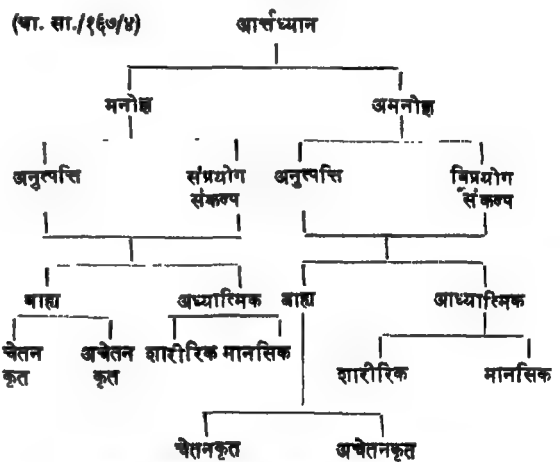 (चा. सा./१६७/४) आर्त्तध्यान
मनोज्ञ अमनोज्ञ
अनुत्पत्ति संप्रयोग अनुत्पत्ति विप्रयोग
संकल्प संकल्प
बाह्य अध्यात्मिक बाह्य आध्यात्मिक
चेतन अचेतन शारीरिक मानसिक
कृत कृत शारीरिक मानसिक
चेतनकृत अचेतनकृत